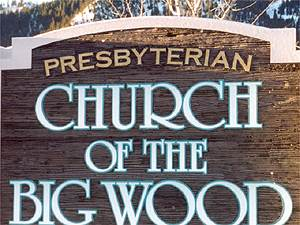 PRESBYTERIAN
CHURCH
OF THE
BIG WOOD